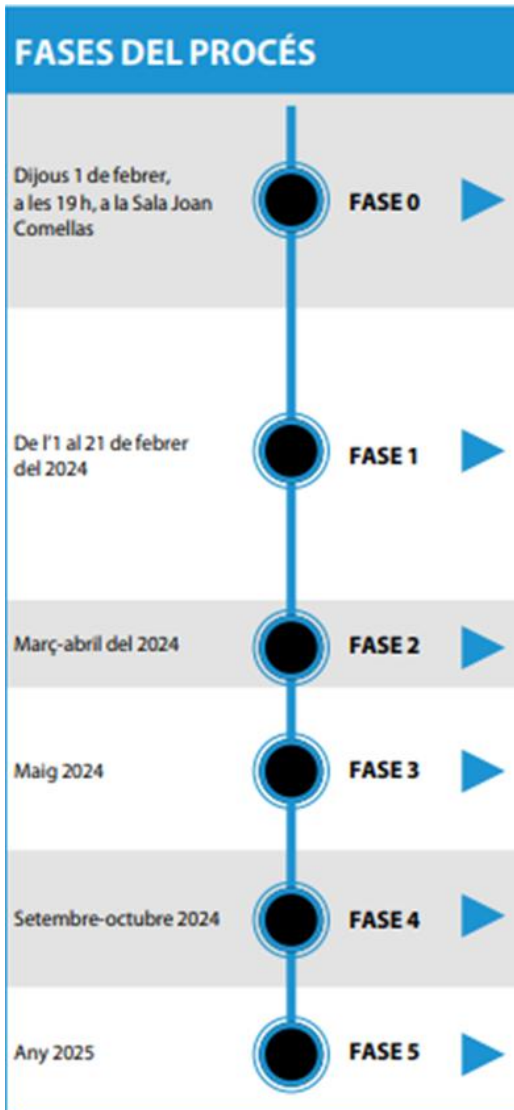 FASES DEL PROCÉS
Dijous 1 de febrer,
a les 19 h, a la Sala Joan
Comellas
FASE 0
De l'1 al 21 de febrer
del 2024
FASE 1
Març-abril del 2024
FASE 2
Maig 2024
FASE 3
Setembre-octubre 2024
FASE 4
Any 2025
FASE 5